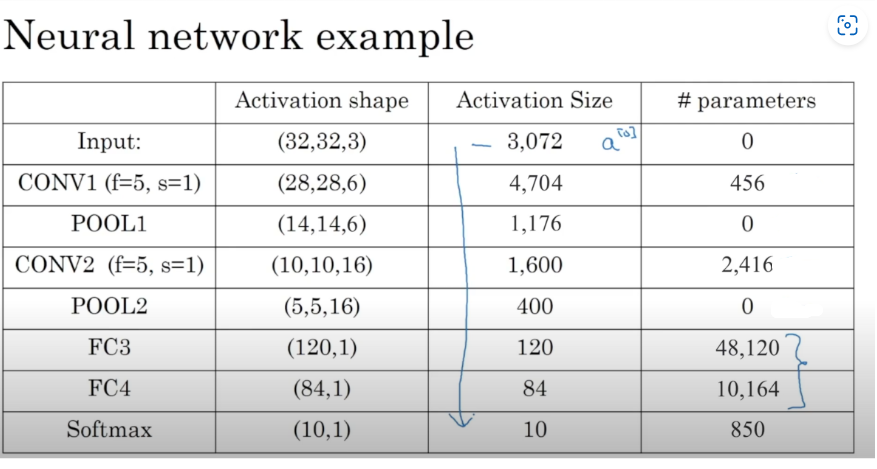 Neural network example
Activation shape Activation Size # parameters
Input: (32,32,3) 3,072 a[0] 0
CONV1 (f=5, s=1) (28,28,6) 4,704 456
POOL1 (14,14,6) 1,176 0
CONV2 (f=5, s=1) (10,10,16) 1,600 2,416
POOL2 (5,5,16) 400 0
FC3 (120,1) 120 48,120
FC4 (84,1) 84 10,164
Softmax (10,1) 10 850